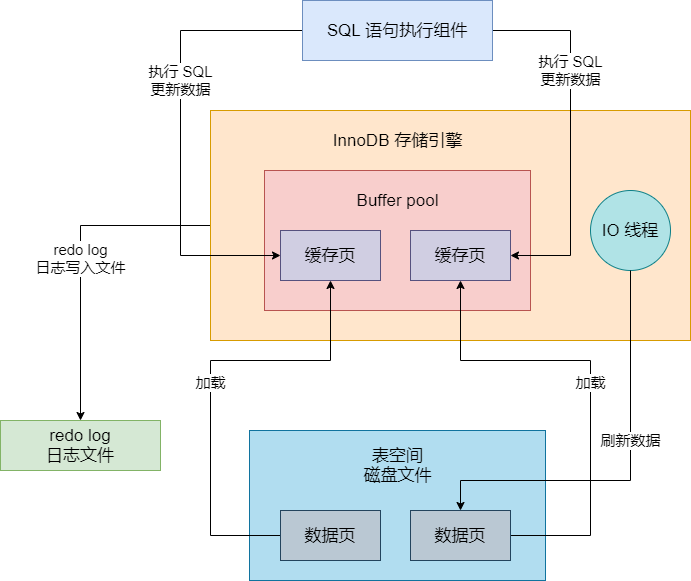 SQL 语句执行组件
执行 SQL
更新数据
执行 SQL
更新数据
InnoDB 存储引擎
Buffer pool
缓存页
缓存页
IO 线程
redo log
日志写入文件
加载
加载
redo log
日志文件
刷新数据
表空间
磁盘文件
数据页
数据页